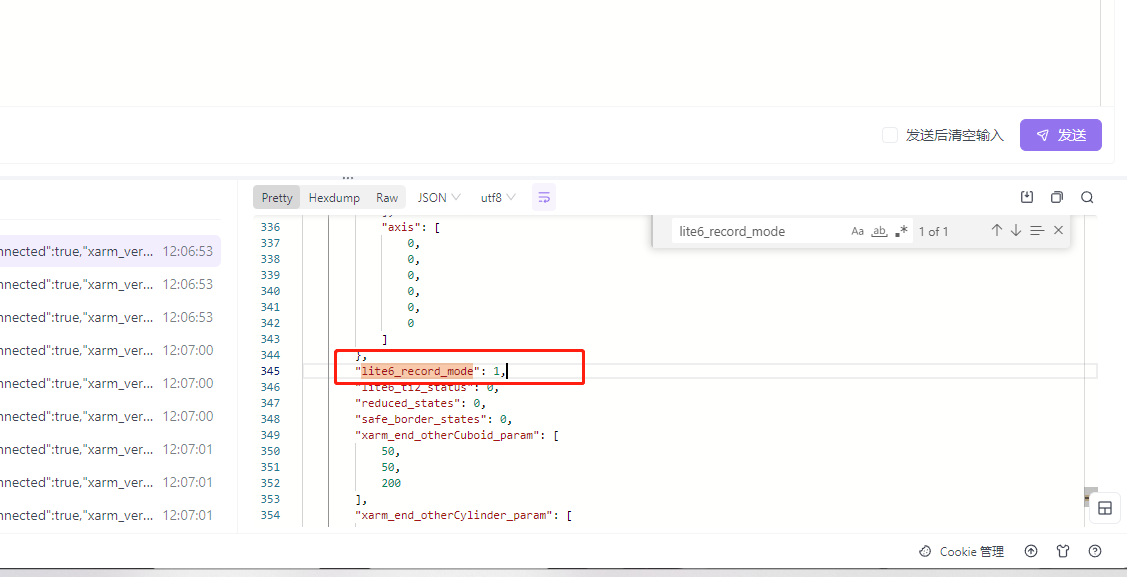 发送后清空输入
发送
Pretty Hexdump Raw JSON utf8
lite6_record_mode Aa ab .* 1 of 1
nnected":true,"xarm_ver... 12:06:53
nnected":true,"xarm_ver... 12:06:53
nnected":true,"xarm_ver... 12:06:53
nnected":true,"xarm_ver... 12:07:00
nnected":true,"xarm_ver... 12:07:00
nnected":true,"xarm_ver... 12:07:00
nnected":true,"xarm_ver... 12:07:01
nnected":true,"xarm_ver... 12:07:01
nnected":true,"xarm_ver... 12:07:01
336 "axis": [
337 0,
338 0,
339 0,
340 0,
341 0,
342 0
343 ]
344 },
345 "lite6_record_mode": 1,
346 "lite6_ti2_status": 0,
347 "reduced_states": 0,
348 "safe_border_states": 0,
349 "xarm_end_otherCuboid_param": [
350 50,
351 50,
352 200
353 ],
354 "xarm_end_otherCylinder_param": [
Cookie 管理